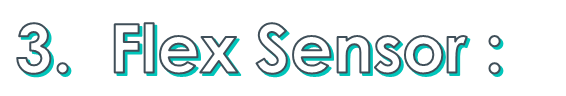 3. Flex Sensor :